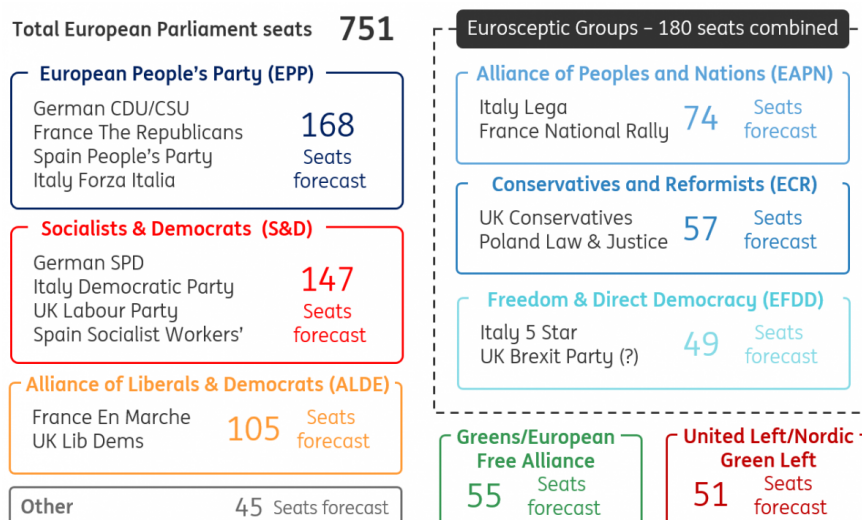 Total European Parliament seats 751
European People's Party (EPP)
German CDU/CSU
France The Republicans
Spain People's Party
Italy Forza Italia
168
Seats
forecast
Socialists & Democrats (S&D)
German SPD
Italy Democratic Party
UK Labour Party
Spain Socialist Workers'
147
Seats
forecast
Alliance of Liberals & Democrats (ALDE)
France En Marche
UK Lib Dems
105
Seats
forecast
Other 45 Seats forecast
Eurosceptic Groups – 180 seats combined
Alliance of Peoples and Nations (EAPN)
Italy Lega
France National Rally
74
Seats
forecast
Conservatives and Reformists (ECR)
UK Conservatives
Poland Law & Justice
57
Seats
forecast
Freedom & Direct Democracy (EFDD)
Italy 5 Star
UK Brexit Party (?)
49
Seats
forecast
Greens/European
Free Alliance
55
Seats
forecast
United Left/Nordic
Green Left
51
Seats
forecast